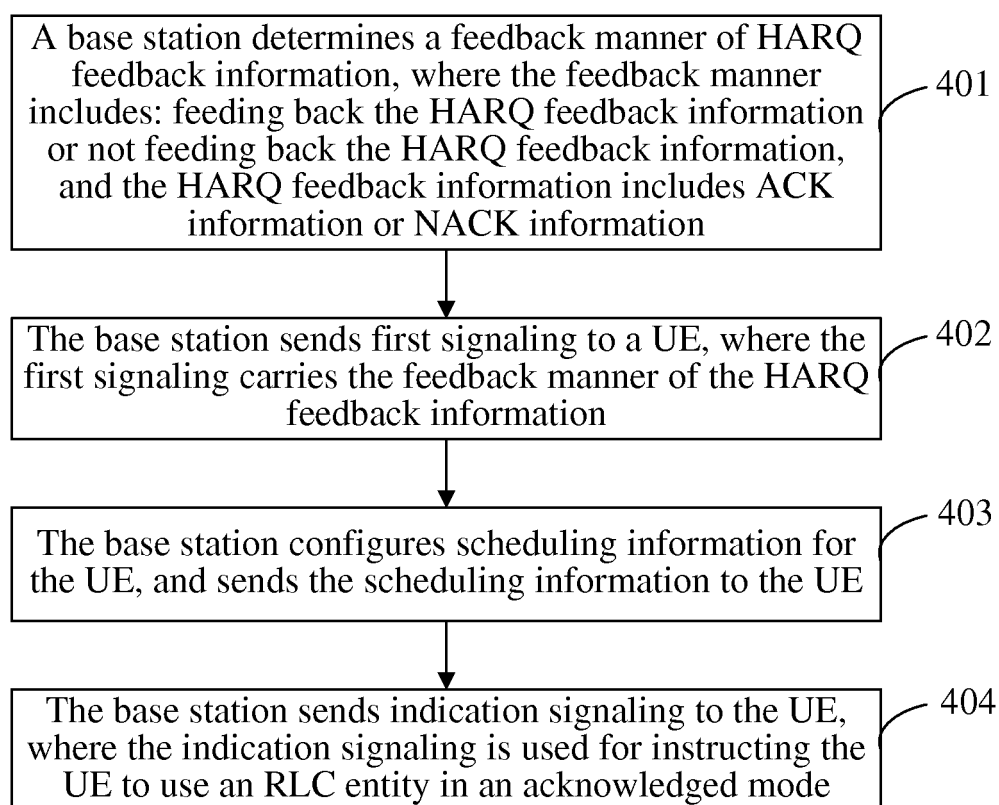 A base station determines a feedback manner of HARQ
feedback information, where the feedback manner
includes: feeding back the HARQ feedback information
or not feeding back the HARQ feedback information,
and the HARQ feedback information includes ACK
information or NACK information
401
The base station sends first signaling to a UE, where the
first signaling carries the feedback manner of the HARQ
feedback information
402
The base station configures scheduling information for
the UE, and sends the scheduling information to the UE
403
The base station sends indication signaling to the UE,
where the indication signaling is used for instructing the
UE to use an RLC entity in an acknowledged mode
404